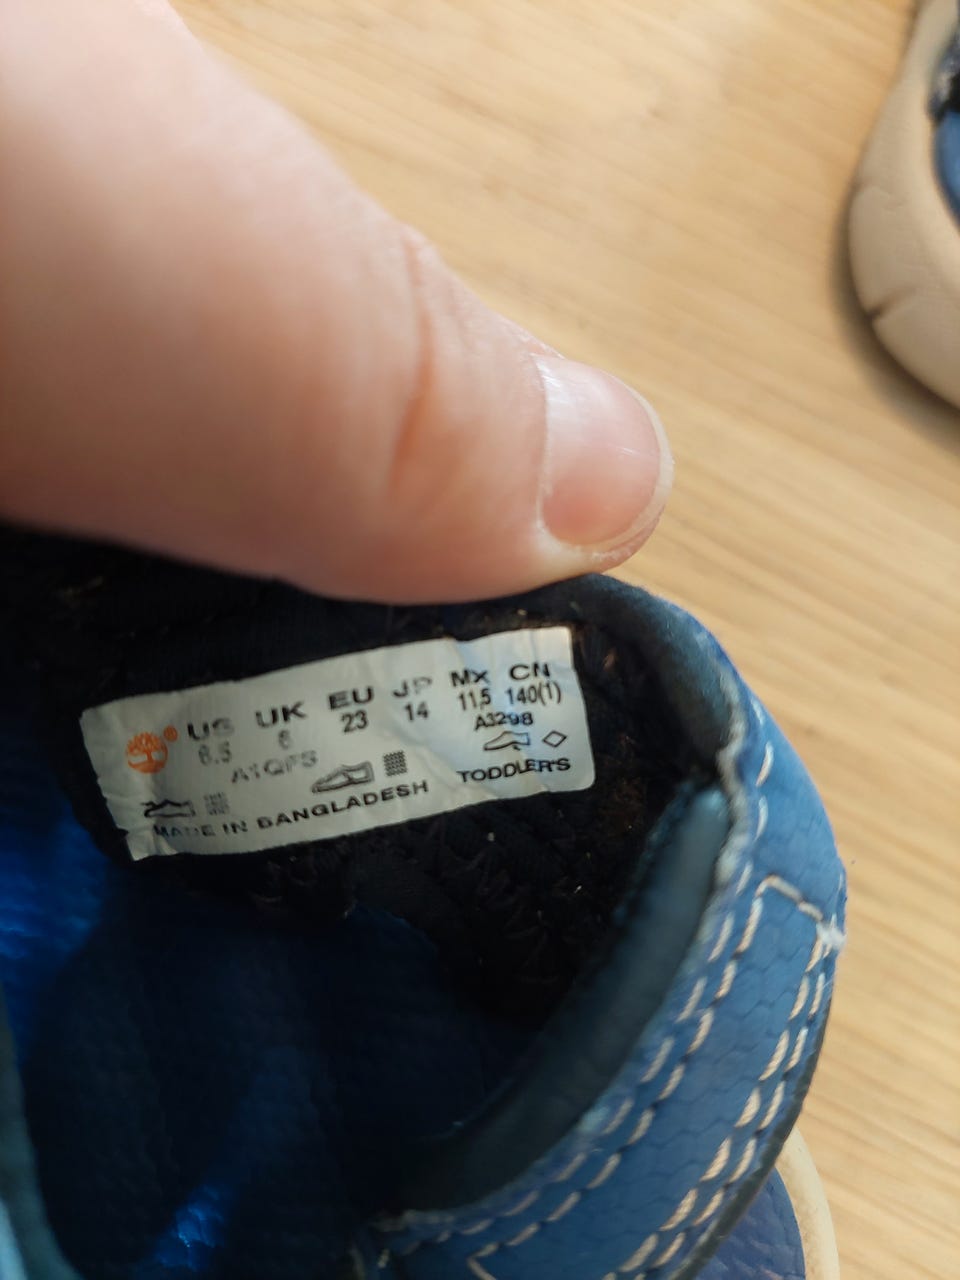 ® US UK EU JP MX CN
6.5 6 23 14 11,5 140(1)
A1QFS A3298
MADE IN BANGLADESH TODDLER'S